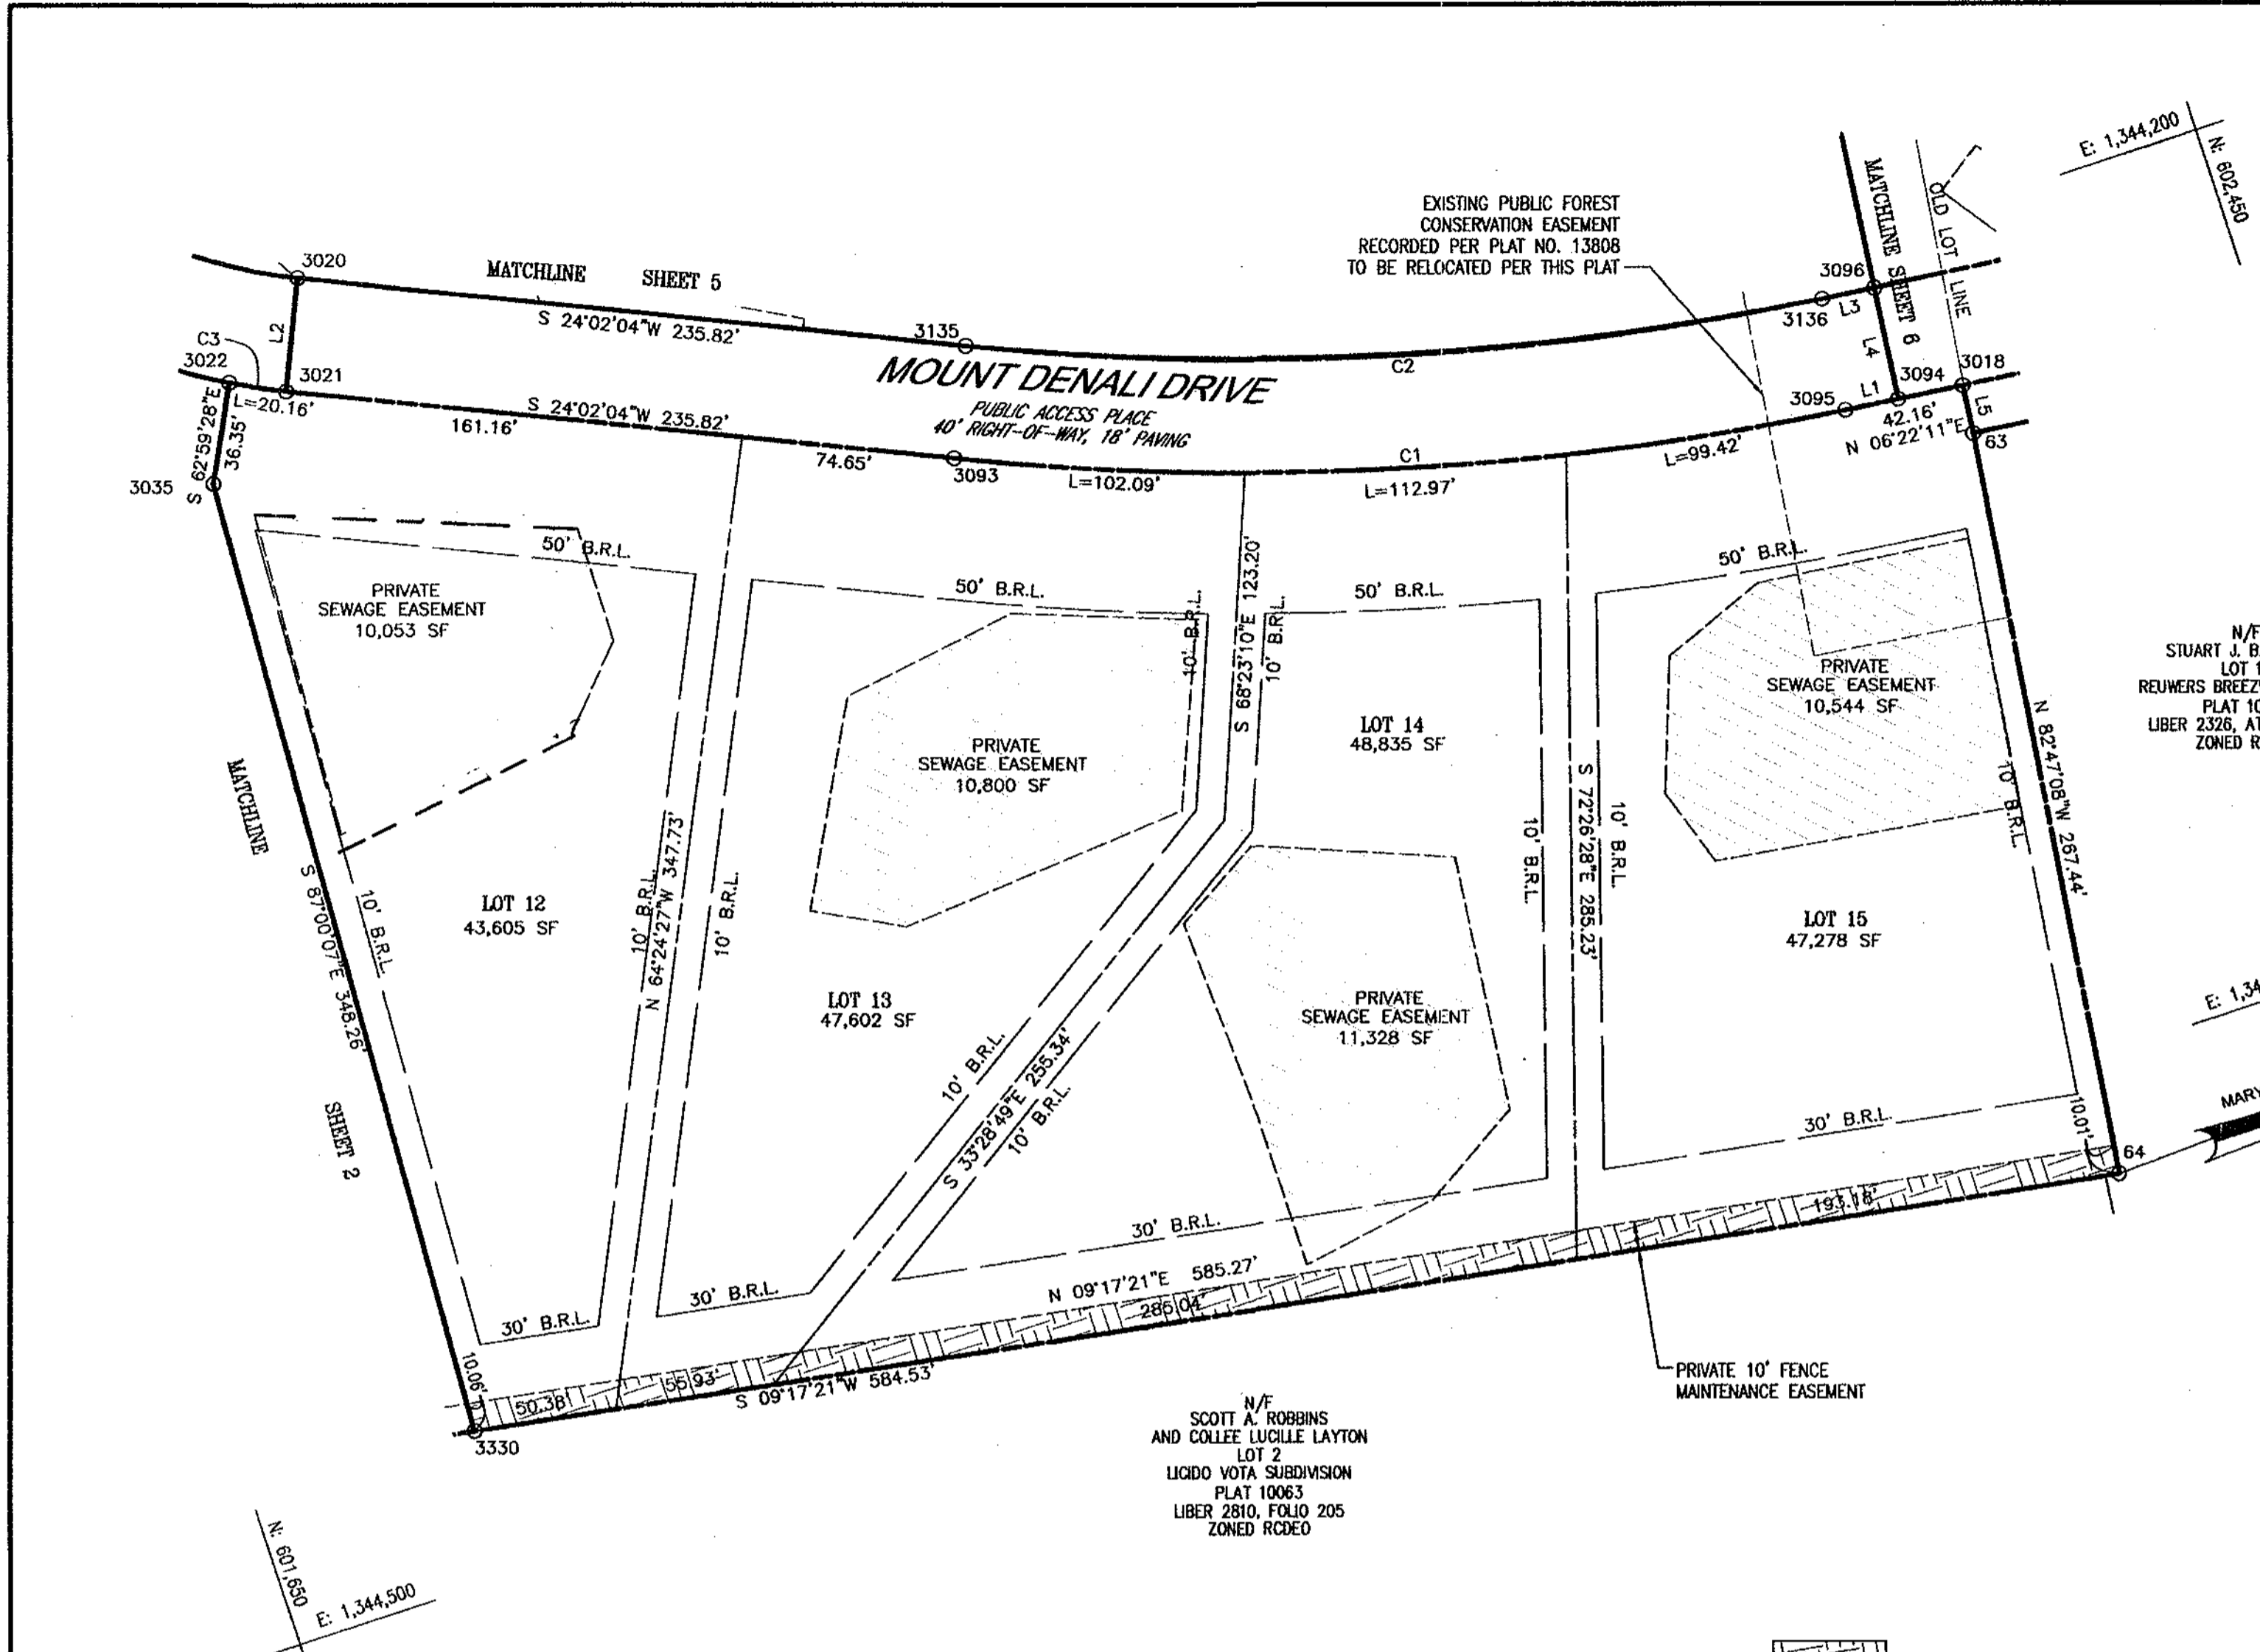 E: 1,344,200
N: 602,450
EXISTING PUBLIC FOREST
CONSERVATION EASEMENT
RECORDED PER PLAT NO. 13808
TO BE RELOCATED PER THIS PLAT
MATCHLINE SHEET 6
OLD LOT LINE
3020
MATCHLINE SHEET 5
S 24°02'04"W 235.82'
3135
C2
3136
L3
3096
L4
L2
C3
3022
3021
L=20.16'
S 62°59'28"E
36.35'
3035
S 24°02'04"W 235.82'
161.16'
74.65'
MOUNT DENALI DRIVE
PUBLIC ACCESS PLACE
40' RIGHT-OF-WAY, 18' PAVING
3093
L=102.09'
C1
L=112.97'
L=99.42'
3095
L1
3094
3018
42.16'
N 06°22'11"E
L5
63
50' B.R.L.
PRIVATE
SEWAGE EASEMENT
10,053 SF
50' B.R.L.
10' B.R.L.
S 68°23'10"E 123.20'
10' B.R.L.
50' B.R.L.
50' B.R.L.
PRIVATE
SEWAGE EASEMENT
10,800 SF
LOT 14
48,835 SF
PRIVATE
SEWAGE EASEMENT
10,544 SF
N/F
STUART J. B
LOT 1
REUWERS BREEZ
PLAT 10
LIBER 2326, AT
ZONED R
N 82°47'08"W 267.44'
10' B.R.L.
MATCHLINE
SHEET 2
S 87°00'07"E 348.26'
10' B.R.L.
LOT 12
43,605 SF
10' B.R.L.
N 64°24'27"W 347.73'
10' B.R.L.
LOT 13
47,602 SF
10' B.R.L.
S 33°28'49"E 255.34'
10' B.R.L.
PRIVATE
SEWAGE EASEMENT
11,328 SF
10' B.R.L.
S 72°26'28"E 285.23'
10' B.R.L.
LOT 15
47,278 SF
E: 1,34
MARY
30' B.R.L.
10.01'
64
193.18'
30' B.R.L.
N 09°17'21"E 585.27'
285.04'
30' B.R.L.
30' B.R.L.
10.06'
50.38'
55.93'
S 09°17'21"W 584.53'
3330
PRIVATE 10' FENCE
MAINTENANCE EASEMENT
N/F
SCOTT A. ROBBINS
AND COLLEE LUCILLE LAYTON
LOT 2
LICIDO VOTA SUBDIVISION
PLAT 10063
LIBER 2810, FOLIO 205
ZONED RCDEO
N: 601,650
E: 1,344,500